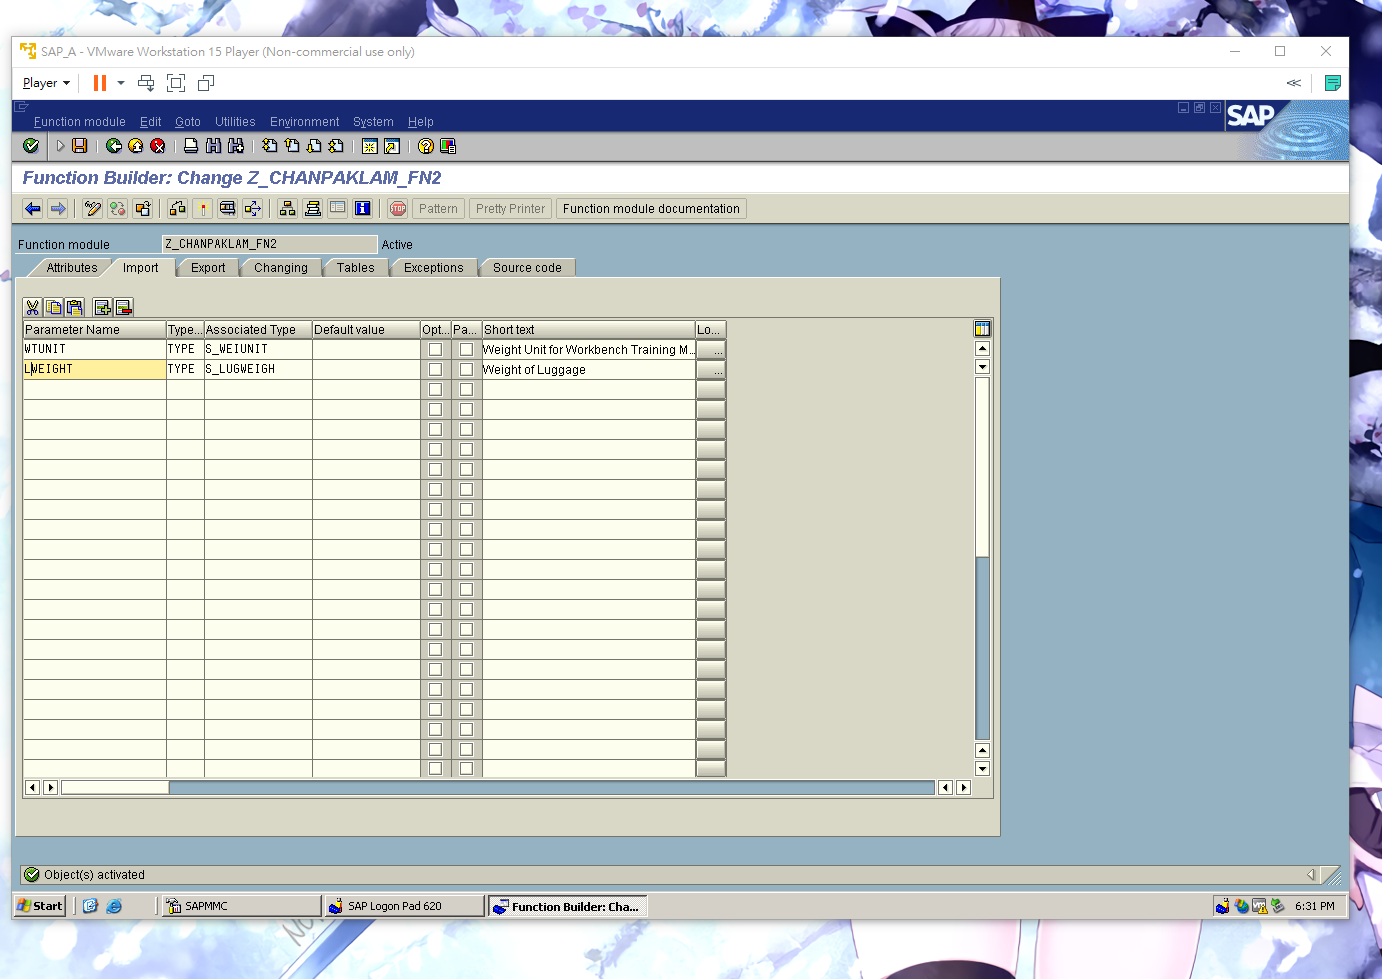 SAP_A - VMware Workstation 15 Player (Non-commercial use only)
Player
Function module Edit Goto Utilities Environment System Help
SAP
Function Builder: Change Z_CHANPAKLAM_FN2
STOP Pattern Pretty Printer Function module documentation
Function module Z_CHANPAKLAM_FN2 Active
Attributes Import Export Changing Tables Exceptions Source code
Parameter Name Type... Associated Type Default value Opt... Pa... Short text Lo...
WTUNIT TYPE S_WEIUNIT Weight Unit for Workbench Training M... ...
LWEIGHT TYPE S_LUGWEIGH Weight of Luggage ...
Object(s) activated
Start SAPMMC SAP Logon Pad 620 Function Builder: Cha... 6:31 PM